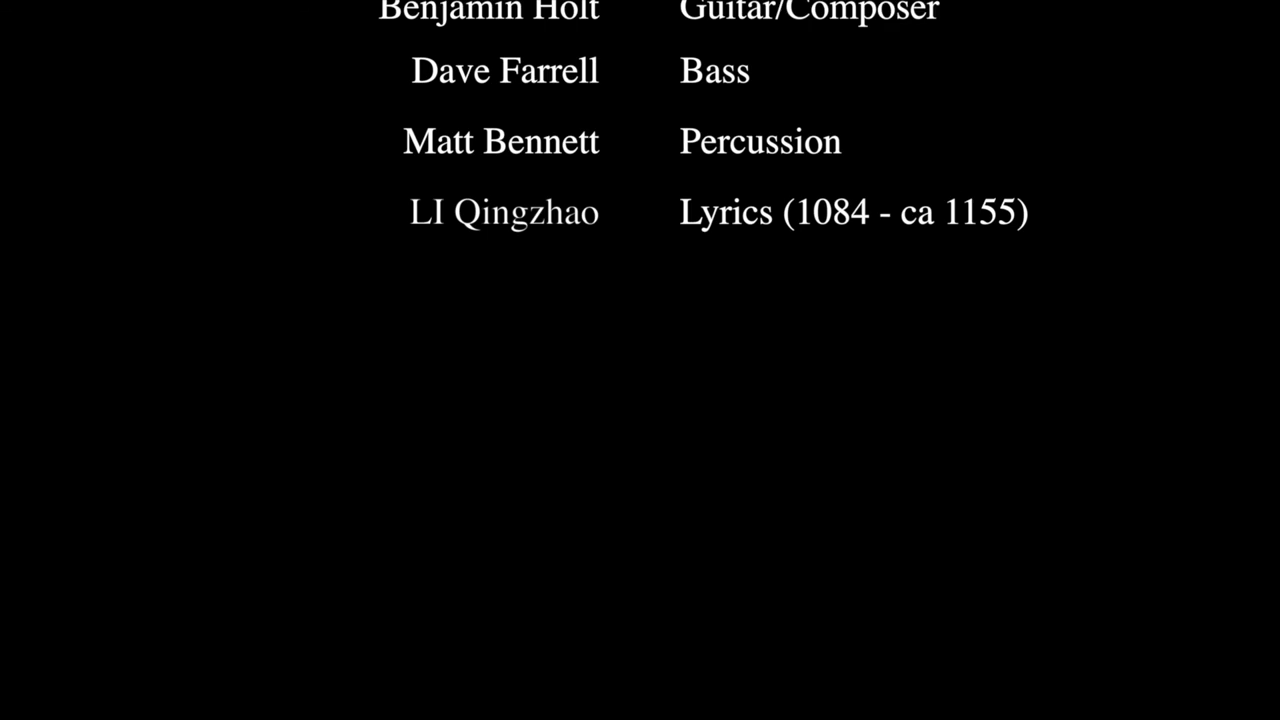 Benjamin Holt Guitar/Composer
Dave Farrell Bass
Matt Bennett Percussion
LI Qingzhao Lyrics (1084 - ca 1155)